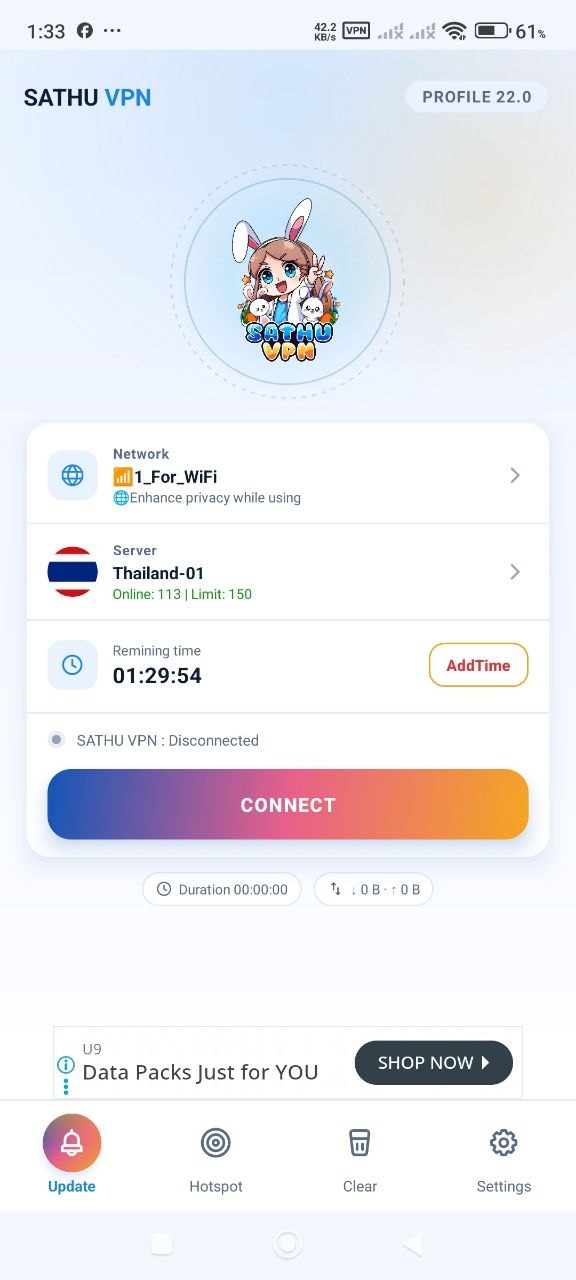 1:33
42.2
KB/s
VPN
61%
SATHU VPN
PROFILE 22.0
SATHU
VPN
Network
📶1_For_WiFi
🌐Enhance privacy while using
Server
Thailand-01
Online: 113 | Limit: 150
Remining time
01:29:54
AddTime
SATHU VPN : Disconnected
CONNECT
Duration 00:00:00
↓ 0 B · ↑ 0 B
U9
Data Packs Just for YOU
SHOP NOW
Update
Hotspot
Clear
Settings